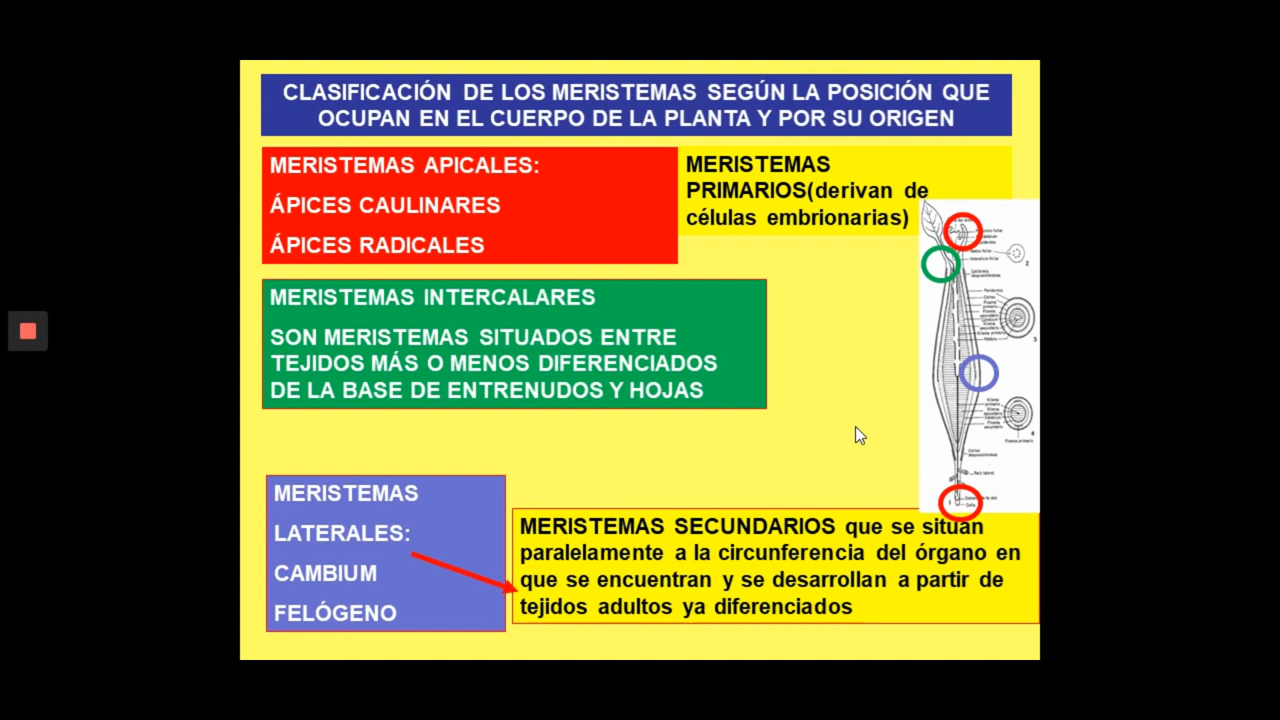 CLASIFICACIÓN DE LOS MERISTEMAS SEGÚN LA POSICIÓN QUE
OCUPAN EN EL CUERPO DE LA PLANTA Y POR SU ORIGEN
MERISTEMAS APICALES:
ÁPICES CAULINARES
ÁPICES RADICALES
MERISTEMAS
PRIMARIOS(derivan de
células embrionarias)
MERISTEMAS INTERCALARES
SON MERISTEMAS SITUADOS ENTRE
TEJIDOS MÁS O MENOS DIFERENCIADOS
DE LA BASE DE ENTRENUDOS Y HOJAS
MERISTEMAS
LATERALES:
CAMBIUM
FELÓGENO
MERISTEMAS SECUNDARIOS que se sitúan
paralelamente a la circunferencia del órgano en
que se encuentran y se desarrollan a partir de
tejidos adultos ya diferenciados